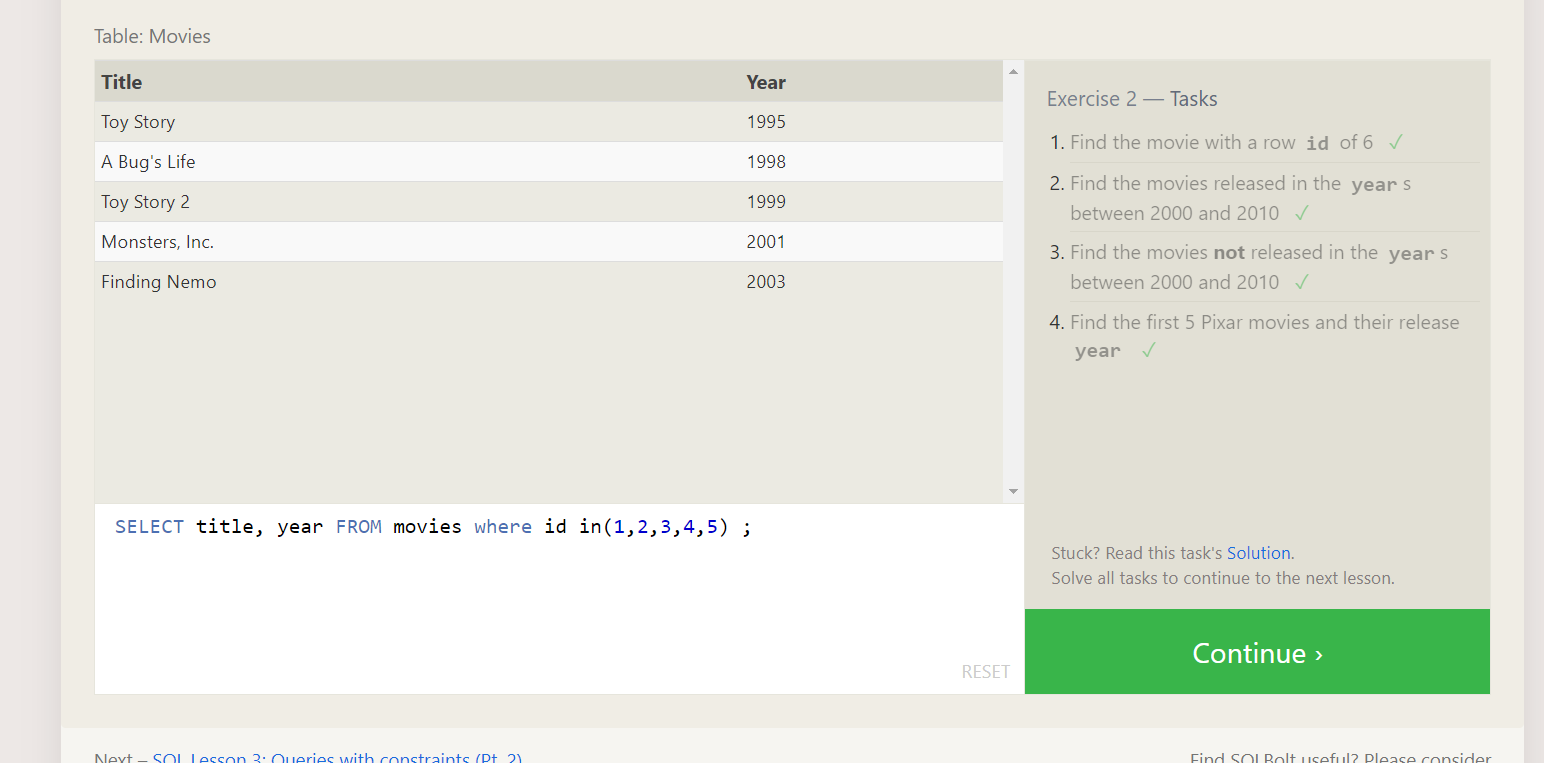 Table: Movies
Title Year
Toy Story 1995
A Bug's Life 1998
Toy Story 2 1999
Monsters, Inc. 2001
Finding Nemo 2003
SELECT title, year FROM movies where id in(1,2,3,4,5) ;
RESET
Exercise 2 — Tasks
1. Find the movie with a row id of 6 ✓
2. Find the movies released in the year s
between 2000 and 2010 ✓
3. Find the movies not released in the year s
between 2000 and 2010 ✓
4. Find the first 5 Pixar movies and their release
year ✓
Stuck? Read this task's Solution.
Solve all tasks to continue to the next lesson.
Continue ›
Next – SQL Lesson 3: Queries with constraints (Pt. 2)
Find SQLBolt useful? Please consider